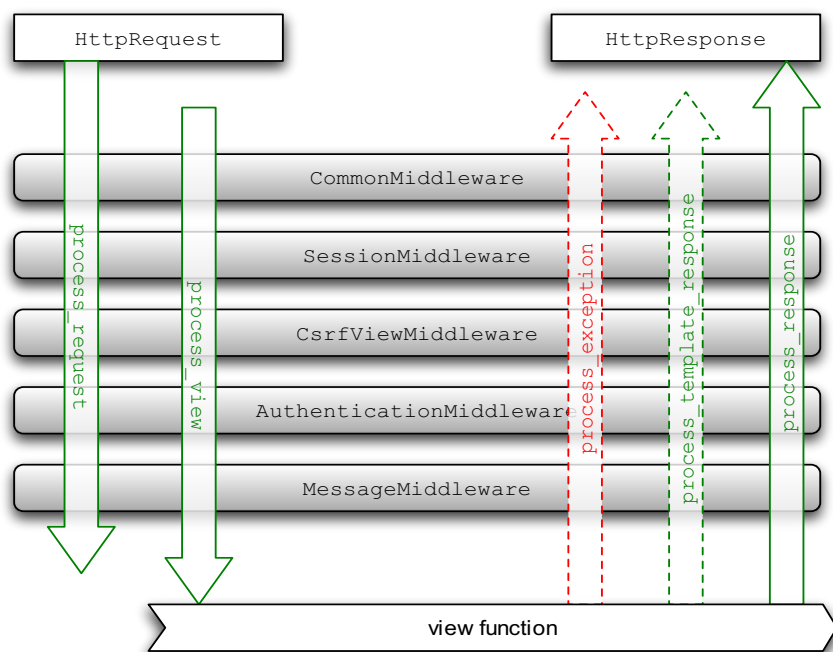 HttpRequest
HttpResponse
CommonMiddleware
SessionMiddleware
CsrfViewMiddleware
AuthenticationMiddleware
MessageMiddleware
process_request
process_view
process_exception
process_template_response
process_response
view function